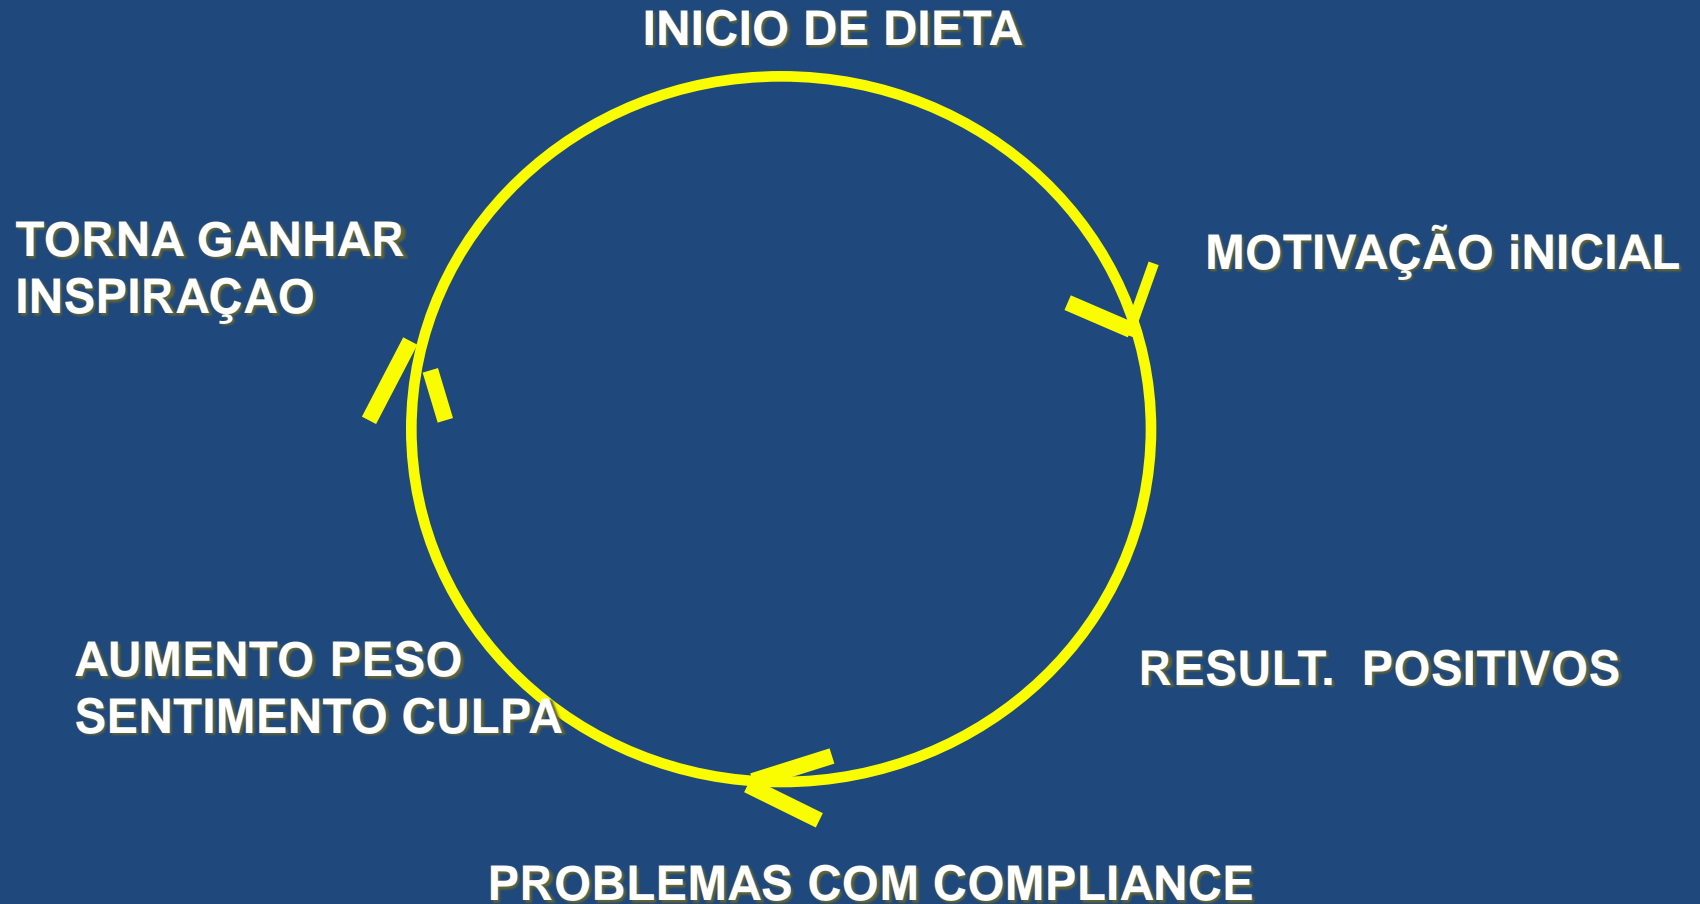 INICIO DE DIETA
TORNA GANHAR
INSPIRAÇAO
MOTIVAÇÃO iNICIAL
AUMENTO PESO
SENTIMENTO CULPA
RESULT. POSITIVOS
PROBLEMAS COM COMPLIANCE